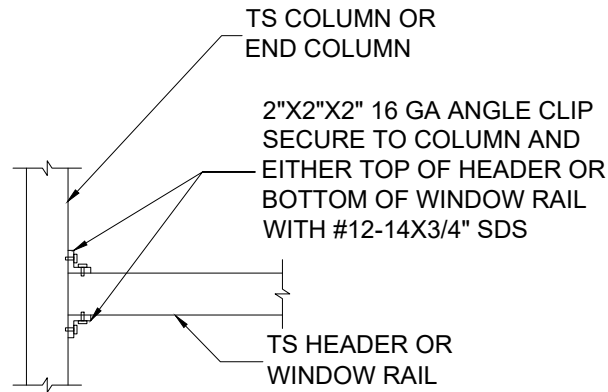 TS COLUMN OR
END COLUMN
2"X2"X2" 16 GA ANGLE CLIP
SECURE TO COLUMN AND
EITHER TOP OF HEADER OR
BOTTOM OF WINDOW RAIL
WITH #12-14X3/4" SDS
TS HEADER OR
WINDOW RAIL